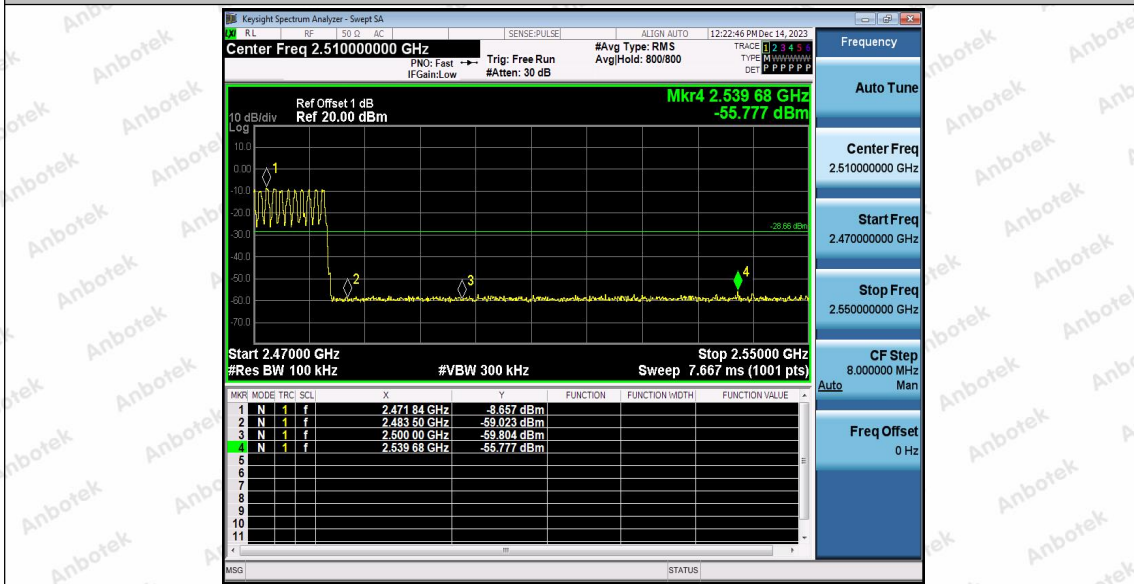 Keysight Spectrum Analyzer - Swept SA
LXI RL RF 50 Ω AC SENSE:PULSE ALIGN AUTO 12:22:46 PM Dec 14, 2023
Center Freq 2.510000000 GHz
PNO: Fast
IFGain:Low
Trig: Free Run
#Atten: 30 dB
#Avg Type: RMS
Avg|Hold: 800/800
TRACE 1 2 3 4 5 6
TYPE M WWWWW
DET P P P P P P
Frequency
Auto Tune
Center Freq
2.510000000 GHz
Start Freq
2.470000000 GHz
Stop Freq
2.550000000 GHz
CF Step
8.000000 MHz
Auto Man
Freq Offset
0 Hz
Mkr4 2.539 68 GHz
-55.777 dBm
Ref Offset 1 dB
10 dB/div Ref 20.00 dBm
Log
10.0
0.00
-10.0
-20.0
-30.0
-40.0
-50.0
-60.0
-70.0
1
2
3
4
-28.66 dBm
Start 2.47000 GHz Stop 2.55000 GHz
#Res BW 100 kHz #VBW 300 kHz Sweep 7.667 ms (1001 pts)
MKR MODE TRC SCL X Y FUNCTION FUNCTION WIDTH FUNCTION VALUE
1 N 1 f 2.471 84 GHz -8.657 dBm
2 N 1 f 2.483 50 GHz -59.023 dBm
3 N 1 f 2.500 00 GHz -59.804 dBm
4 N 1 f 2.539 68 GHz -55.777 dBm
5
6
7
8
9
10
11
MSG STATUS
Anbotek